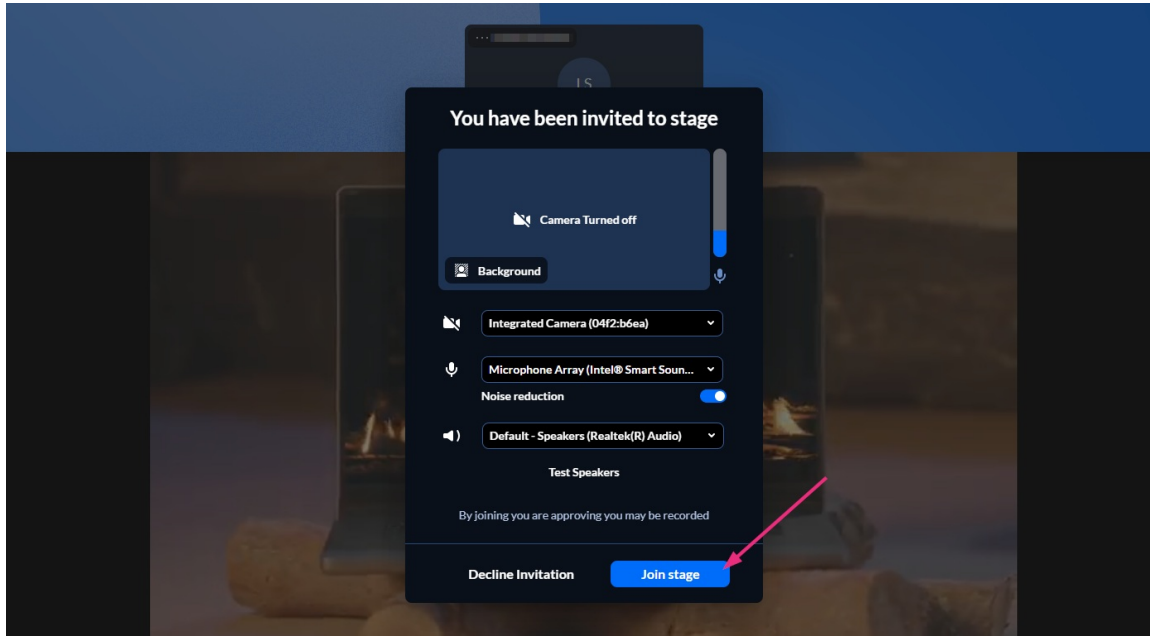 You have been invited to stage
Camera Turned off
Background
Integrated Camera (04f2:b6ea)
Microphone Array (Intel® Smart Soun...
Noise reduction
Default - Speakers (Realtek(R) Audio)
Test Speakers
By joining you are approving you may be recorded
Decline Invitation Join stage